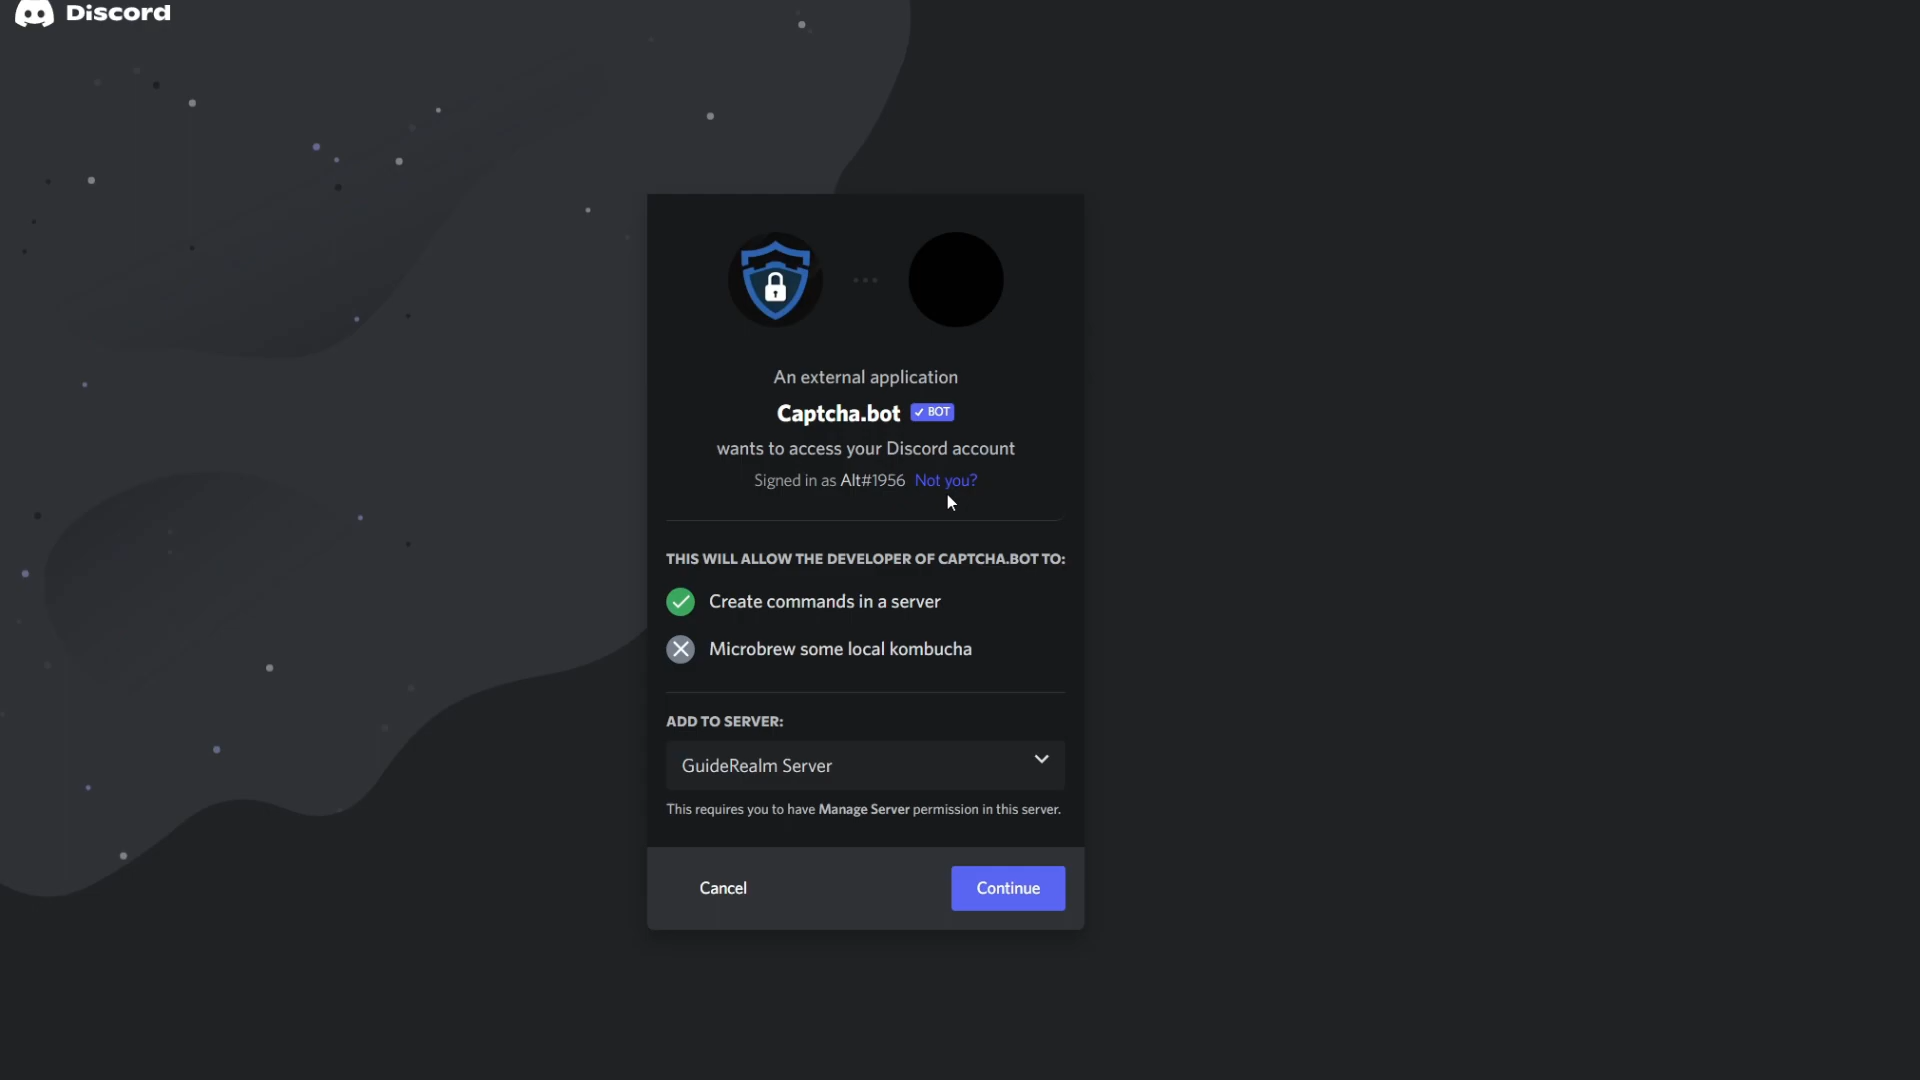 Discord
An external application
Captcha.bot ✓ BOT
wants to access your Discord account
Signed in as Alt#1956 Not you?
THIS WILL ALLOW THE DEVELOPER OF CAPTCHA.BOT TO:
Create commands in a server
Microbrew some local kombucha
ADD TO SERVER:
GuideRealm Server
This requires you to have Manage Server permission in this server.
Cancel
Continue